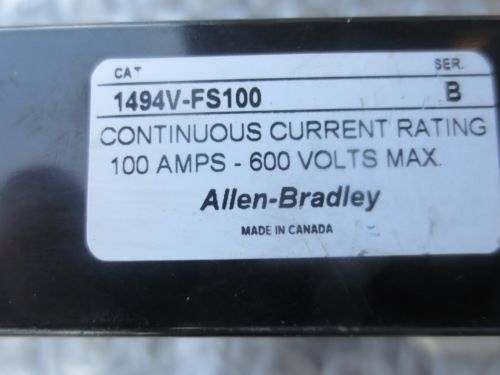 CAT SER.
1494V-FS100 B
CONTINUOUS CURRENT RATING
100 AMPS - 600 VOLTS MAX.
Allen-Bradley
MADE IN CANADA